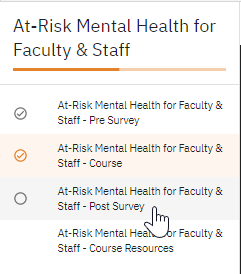 At-Risk Mental Health for
Faculty & Staff
At-Risk Mental Health for Faculty &
Staff - Pre Survey
At-Risk Mental Health for Faculty &
Staff - Course
At-Risk Mental Health for Faculty &
Staff - Post Survey
At-Risk Mental Health for Faculty &
Staff - Course Resources